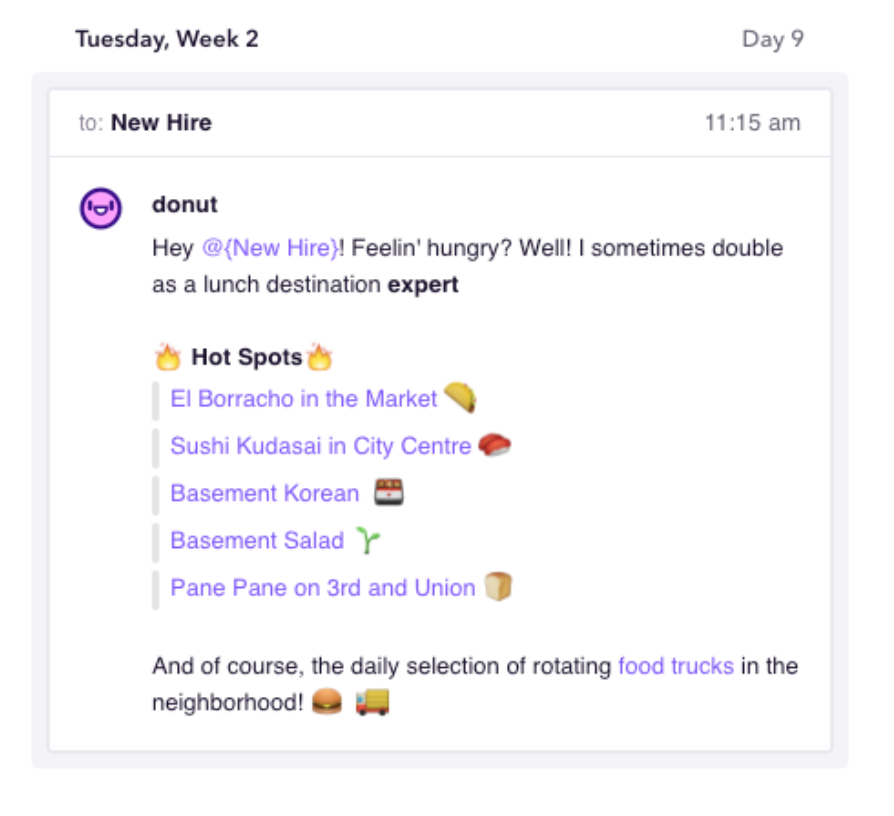 Tuesday, Week 2 Day 9
to: New Hire 11:15 am
donut
Hey @{New Hire}! Feelin' hungry? Well! I sometimes double
as a lunch destination expert
🔥 Hot Spots🔥
El Borracho in the Market 🌮
Sushi Kudasai in City Centre 🍣
Basement Korean 🍱
Basement Salad 🌱
Pane Pane on 3rd and Union 🍞
And of course, the daily selection of rotating food trucks in the
neighborhood! 🍔 🚚